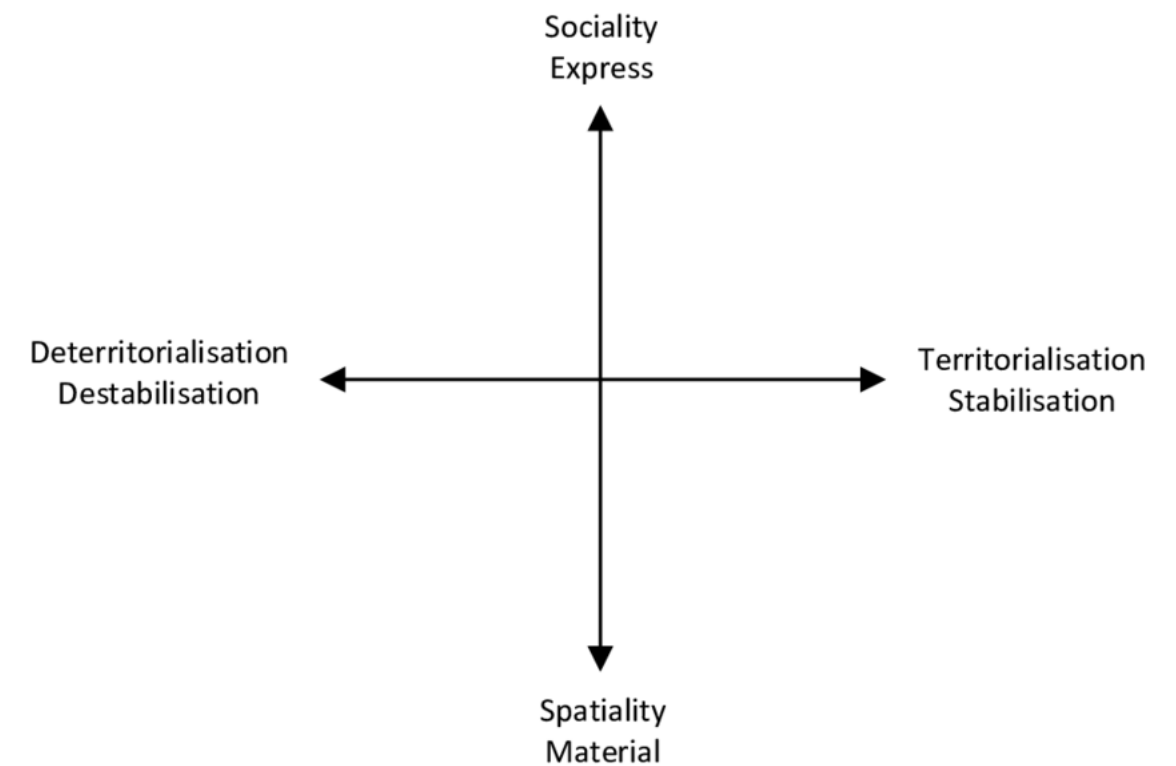 Sociality
Express
Deterritorialisation
Destabilisation
Territorialisation
Stabilisation
Spatiality
Material